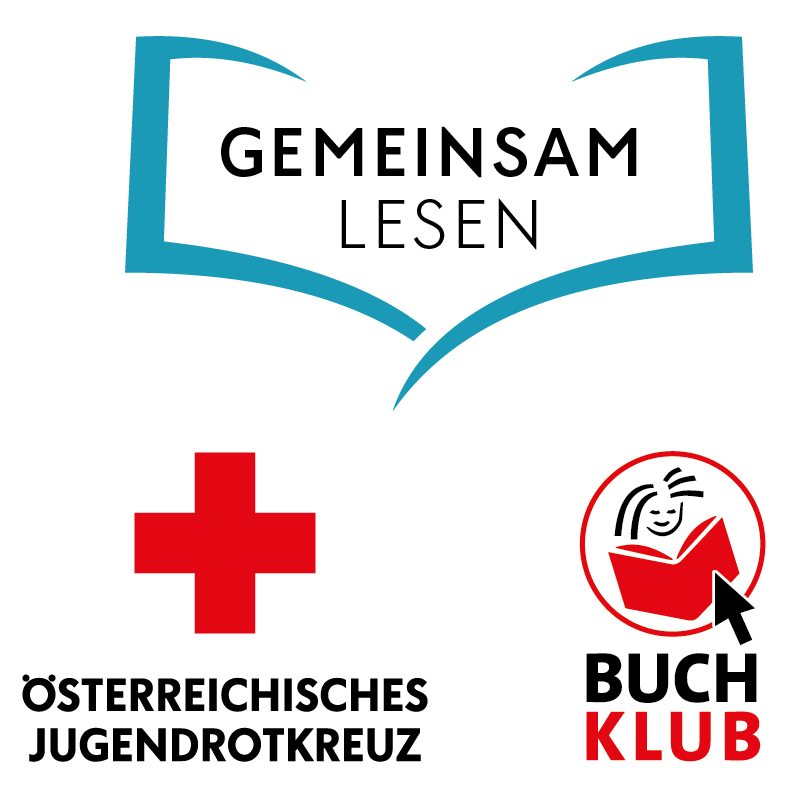 GEMEINSAM
LESEN
ÖSTERREICHISCHES
JUGENDROTKREUZ
BUCH
KLUB